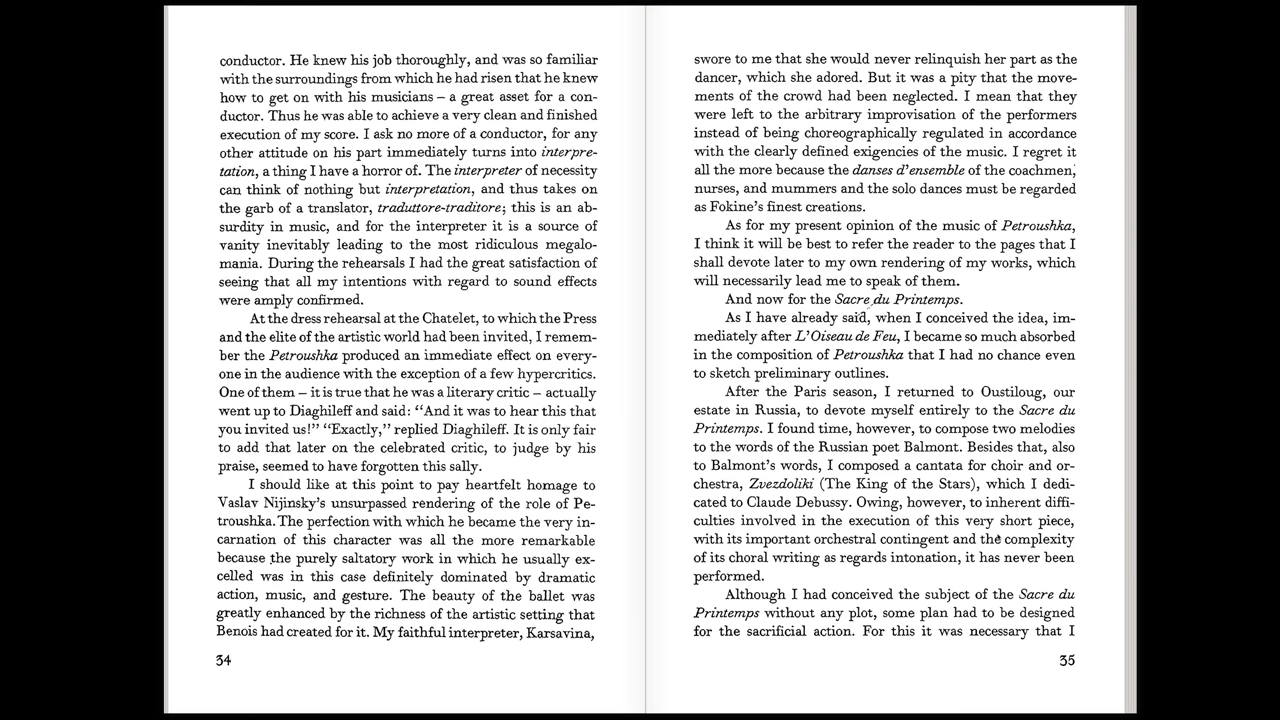 conductor. He knew his job thoroughly, and was so familiar
with the surroundings from which he had risen that he knew
how to get on with his musicians – a great asset for a con-
ductor. Thus he was able to achieve a very clean and finished
execution of my score. I ask no more of a conductor, for any
other attitude on his part immediately turns into interpre-
tation, a thing I have a horror of. The interpreter of necessity
can think of nothing but interpretation, and thus takes on
the garb of a translator, traduttore-traditore; this is an ab-
surdity in music, and for the interpreter it is a source of
vanity inevitably leading to the most ridiculous megalo-
mania. During the rehearsals I had the great satisfaction of
seeing that all my intentions with regard to sound effects
were amply confirmed.
At the dress rehearsal at the Chatelet, to which the Press
and the elite of the artistic world had been invited, I remem-
ber the Petroushka produced an immediate effect on every-
one in the audience with the exception of a few hypercritics.
One of them – it is true that he was a literary critic – actually
went up to Diaghileff and said: “And it was to hear this that
you invited us!” “Exactly,” replied Diaghileff. It is only fair
to add that later on the celebrated critic, to judge by his
praise, seemed to have forgotten this sally.
I should like at this point to pay heartfelt homage to
Vaslav Nijinsky’s unsurpassed rendering of the role of Pe-
troushka. The perfection with which he became the very in-
carnation of this character was all the more remarkable
because the purely saltatory work in which he usually ex-
celled was in this case definitely dominated by dramatic
action, music, and gesture. The beauty of the ballet was
greatly enhanced by the richness of the artistic setting that
Benois had created for it. My faithful interpreter, Karsavina,
34
swore to me that she would never relinquish her part as the
dancer, which she adored. But it was a pity that the move-
ments of the crowd had been neglected. I mean that they
were left to the arbitrary improvisation of the performers
instead of being choreographically regulated in accordance
with the clearly defined exigencies of the music. I regret it
all the more because the danses d’ensemble of the coachmen,
nurses, and mummers and the solo dances must be regarded
as Fokine’s finest creations.
As for my present opinion of the music of Petroushka,
I think it will be best to refer the reader to the pages that I
shall devote later to my own rendering of my works, which
will necessarily lead me to speak of them.
And now for the Sacre du Printemps.
As I have already said, when I conceived the idea, im-
mediately after L’Oiseau de Feu, I became so much absorbed
in the composition of Petroushka that I had no chance even
to sketch preliminary outlines.
After the Paris season, I returned to Oustiloug, our
estate in Russia, to devote myself entirely to the Sacre du
Printemps. I found time, however, to compose two melodies
to the words of the Russian poet Balmont. Besides that, also
to Balmont’s words, I composed a cantata for choir and or-
chestra, Zvezdoliki (The King of the Stars), which I dedi-
cated to Claude Debussy. Owing, however, to inherent diffi-
culties involved in the execution of this very short piece,
with its important orchestral contingent and the complexity
of its choral writing as regards intonation, it has never been
performed.
Although I had conceived the subject of the Sacre du
Printemps without any plot, some plan had to be designed
for the sacrificial action. For this it was necessary that I
35